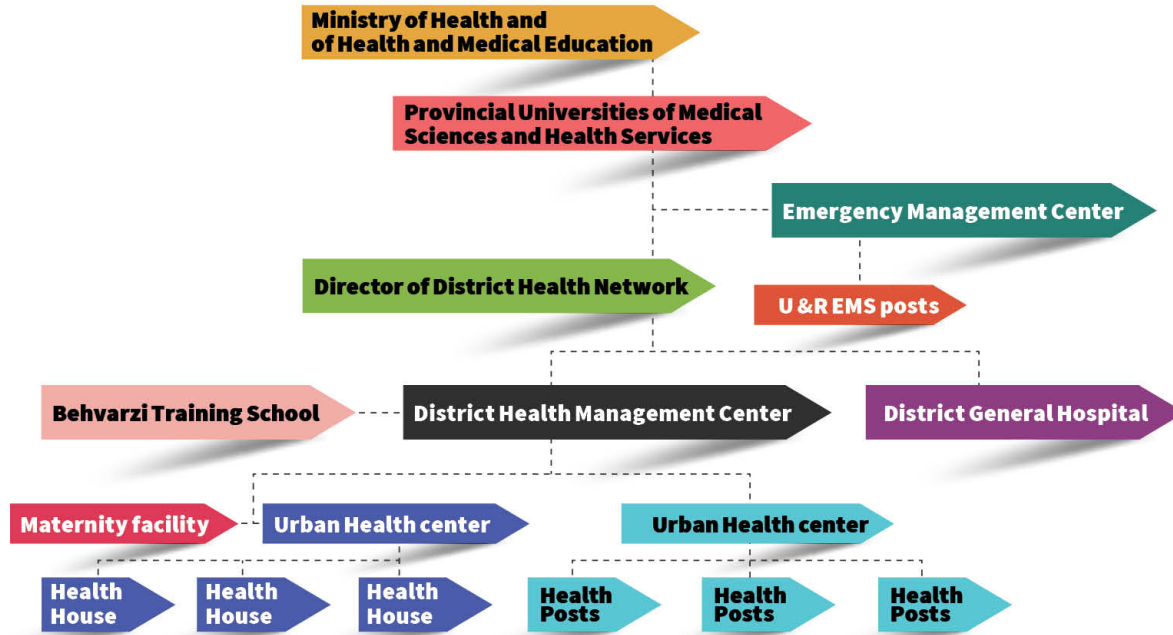 Ministry of Health and
of Health and Medical Education
Provincial Universities of Medical
Sciences and Health Services
Emergency Management Center
Director of District Health Network
U &R EMS posts
Behvarzi Training School
District Health Management Center
District General Hospital
Maternity facility
Urban Health center
Urban Health center
Health
House
Health
House
Health
House
Health
Posts
Health
Posts
Health
Posts